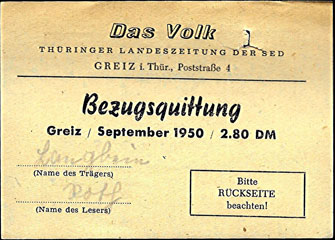 Das Volk
THÜRINGER LANDESZEITUNG DER SED
GREIZ i. Thür., Poststraße 4
Bezugsquittung
Greiz / September 1950 / 2.80 DM
Langbein
(Name des Trägers)
(Name des Lesers)
Bitte
RÜCKSEITE
beachten!